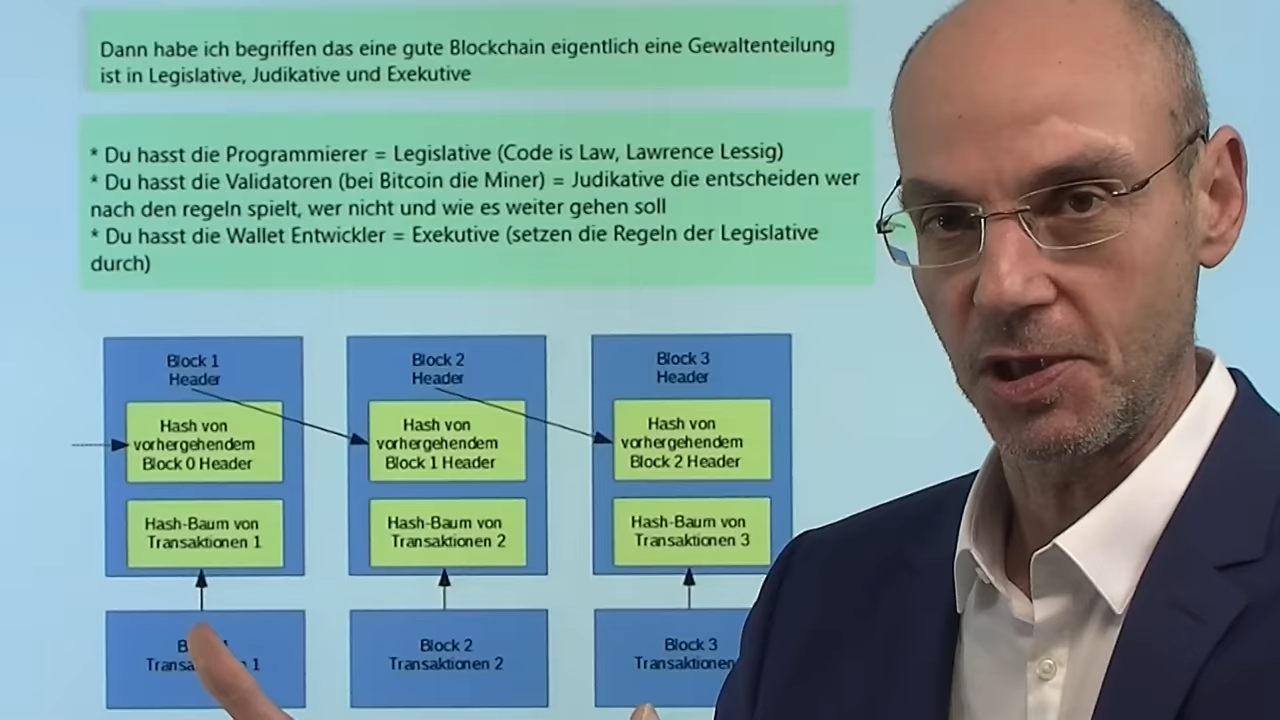 Dann habe ich begriffen das eine gute Blockchain eigentlich eine Gewaltenteilung
ist in Legislative, Judikative und Exekutive
* Du hasst die Programmierer = Legislative (Code is Law, Lawrence Lessig)
* Du hasst die Validatoren (bei Bitcoin die Miner) = Judikative die entscheiden wer
nach den regeln spielt, wer nicht und wie es weiter gehen soll
* Du hasst die Wallet Entwickler = Exekutive (setzen die Regeln der Legislative
durch)
Block 1
Header
Hash von
vorhergehendem
Block 0 Header
Hash-Baum von
Transaktionen 1
Block 2
Header
Hash von
vorhergehendem
Block 1 Header
Hash-Baum von
Transaktionen 2
Block 3
Header
Hash von
vorhergehendem
Block 2 Header
Hash-Baum von
Transaktionen 3
B 1
Transa n 1
Block 2
Transaktionen 2
Block 3
Transaktionen